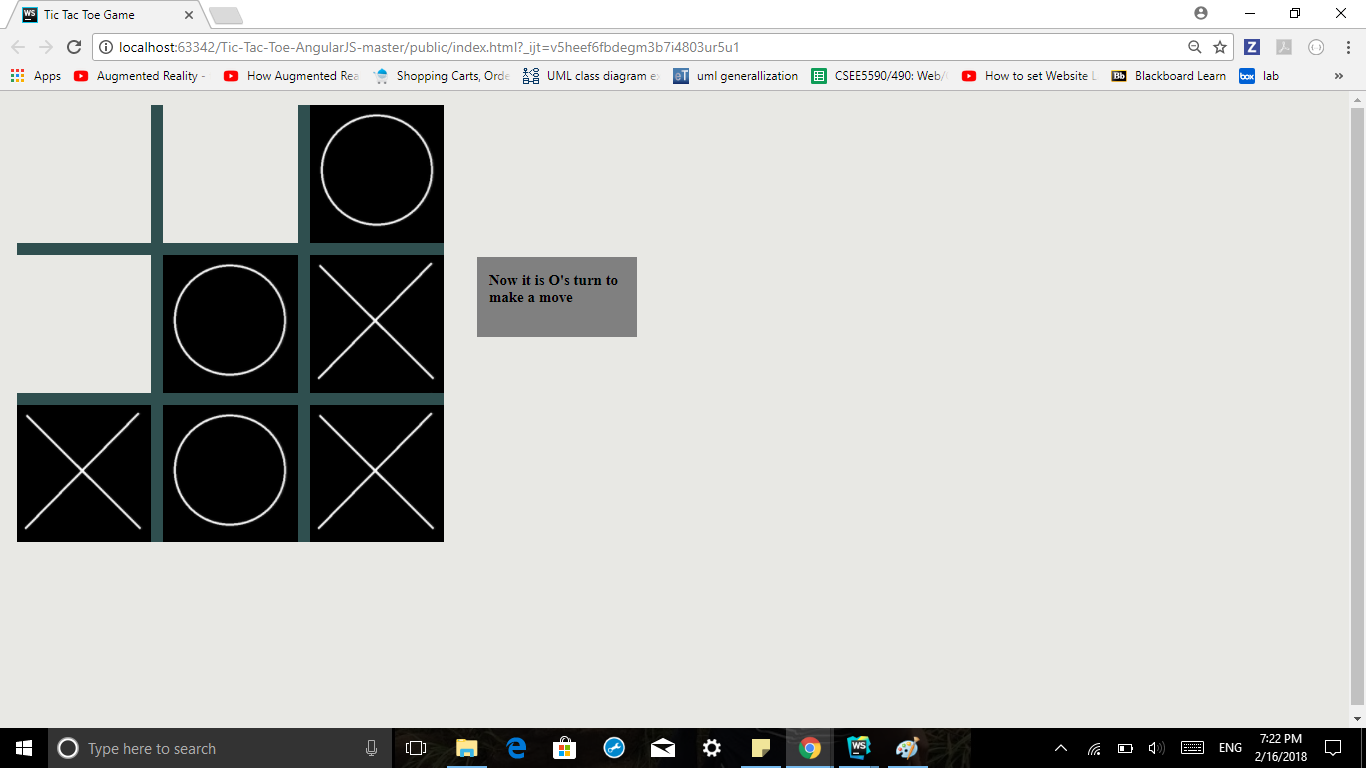 Tic Tac Toe Game
localhost:63342/Tic-Tac-Toe-AngularJS-master/public/index.html?_ijt=v5heef6fbdegm3b7i4803ur5u1
Apps Augmented Reality - How Augmented Rea Shopping Carts, Orde UML class diagram ex uml generallization CSEE5590/490: Web/ How to set Website L Blackboard Learn lab
Now it is O's turn to
make a move
Type here to search
ENG
7:22 PM
2/16/2018